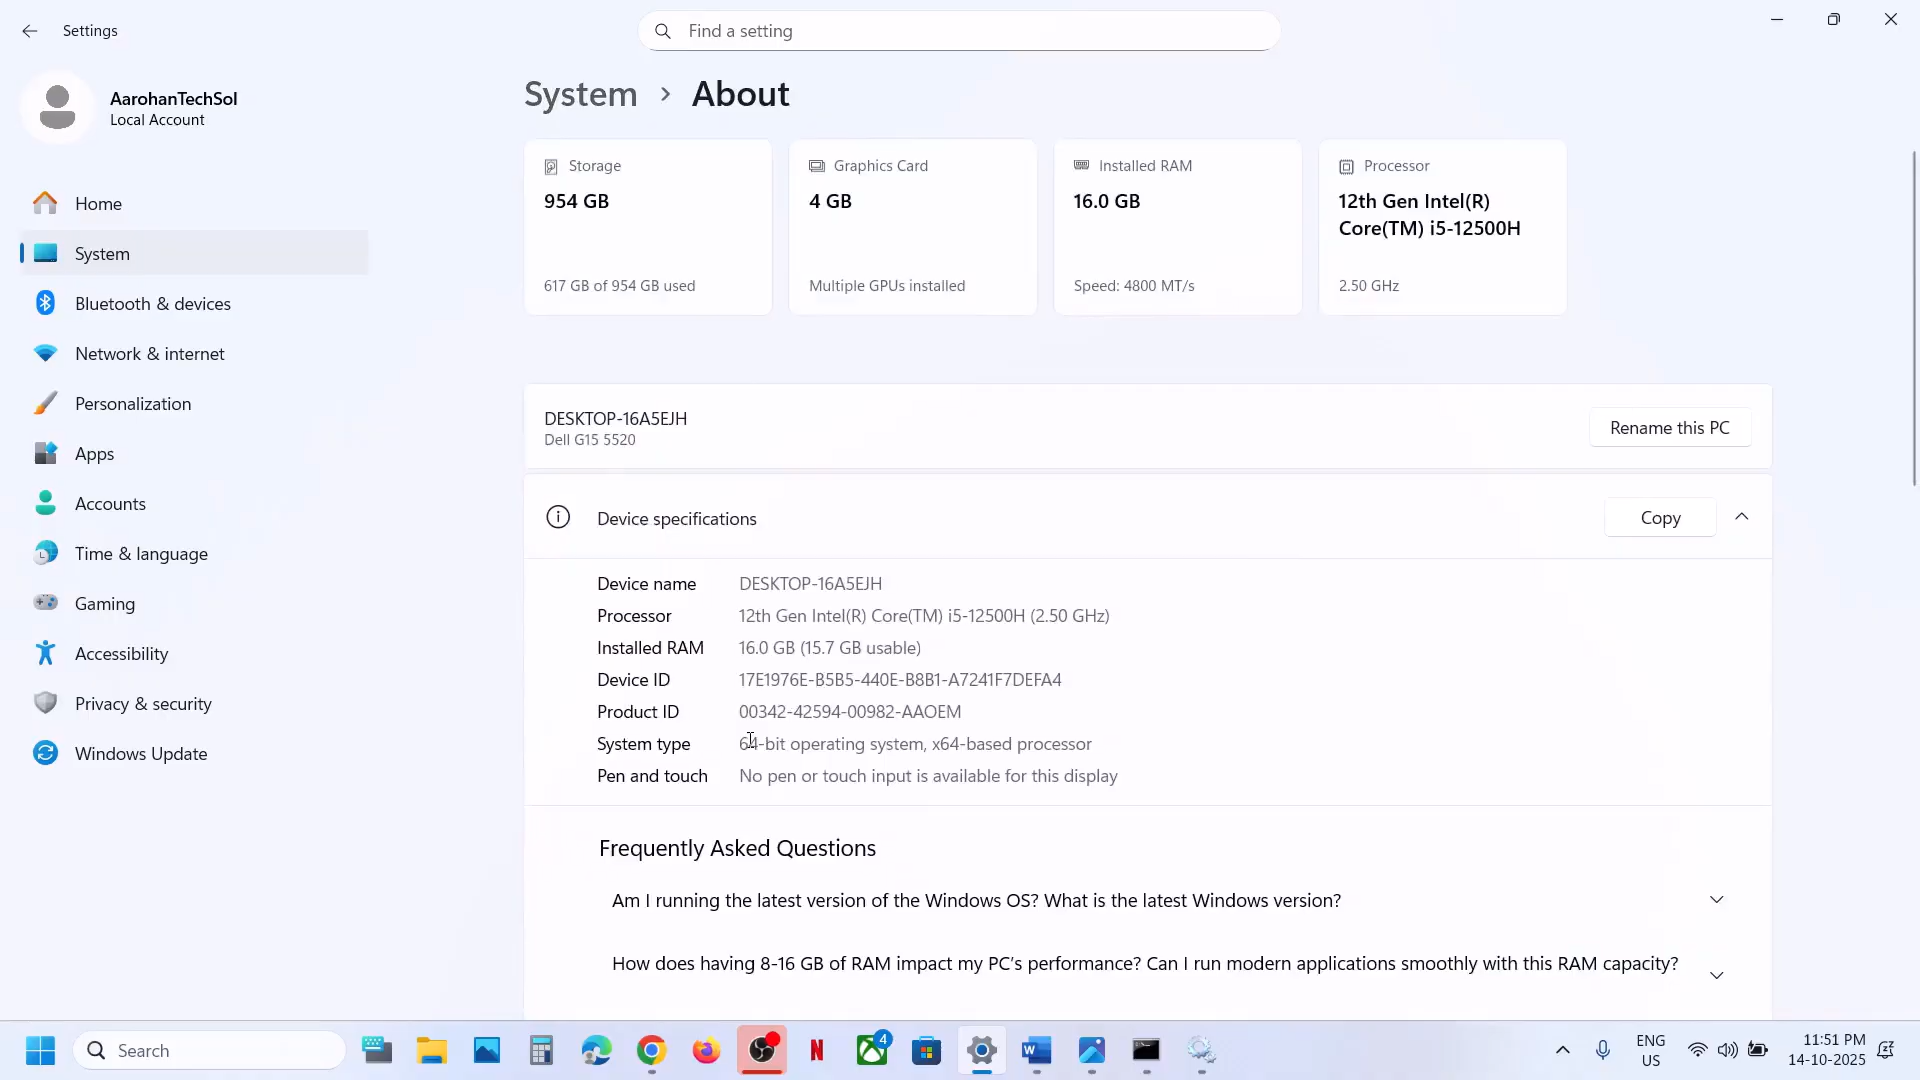 Settings
Find a setting
AarohanTechSol
Local Account
Home
System
Bluetooth & devices
Network & internet
Personalization
Apps
Accounts
Time & language
Gaming
Accessibility
Privacy & security
Windows Update
System > About
Storage
954 GB
617 GB of 954 GB used
Graphics Card
4 GB
Multiple GPUs installed
Installed RAM
16.0 GB
Speed: 4800 MT/s
Processor
12th Gen Intel(R)
Core(TM) i5-12500H
2.50 GHz
DESKTOP-16A5EJH
Dell G15 5520
Rename this PC
Device specifications
Copy
Device name DESKTOP-16A5EJH
Processor 12th Gen Intel(R) Core(TM) i5-12500H (2.50 GHz)
Installed RAM 16.0 GB (15.7 GB usable)
Device ID 17E1976E-B5B5-440E-B8B1-A7241F7DEFA4
Product ID 00342-42594-00982-AAOEM
System type 64-bit operating system, x64-based processor
Pen and touch No pen or touch input is available for this display
Frequently Asked Questions
Am I running the latest version of the Windows OS? What is the latest Windows version?
How does having 8-16 GB of RAM impact my PC's performance? Can I run modern applications smoothly with this RAM capacity?
Search
4
ENG
US
11:51 PM
14-10-2025